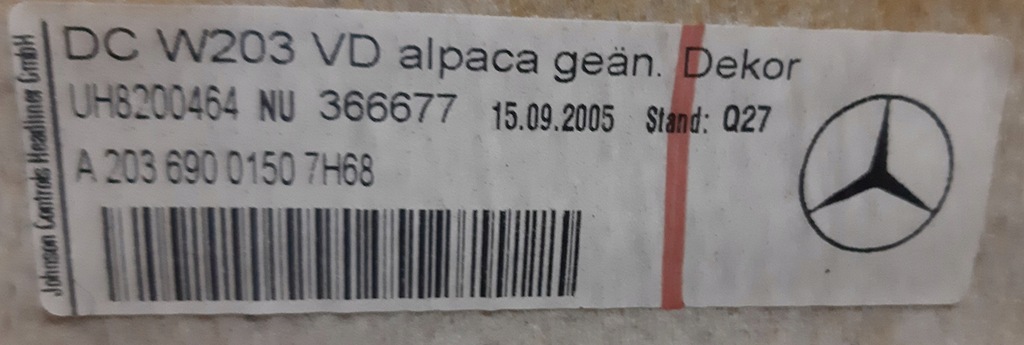 DC W203 VD alpaca geän. Dekor
UH8200464 NU 366677 15.09.2005 Stand: Q27
A 203 690 0150 7H68
Johnson Controls Headliner GmbH